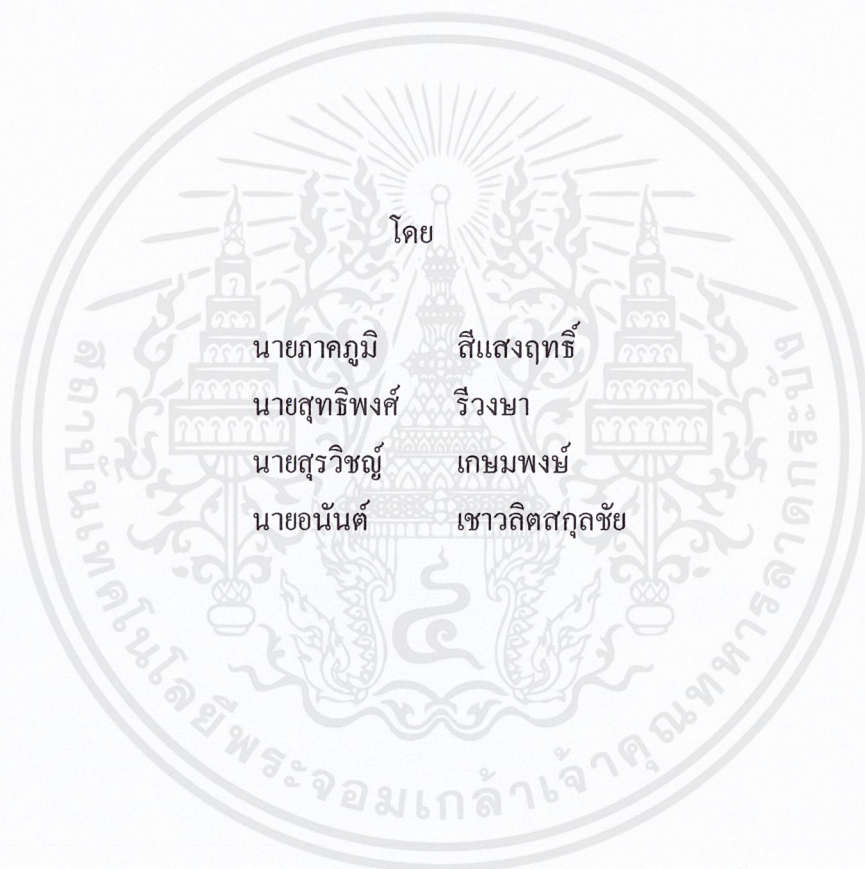 โดย
นายภาคภูมิ สีแสงฤทธิ์
นายสุทธิพงศ์ รีวงษา
นายสุรวิชญ์ เกษมพงษ์
นายอนันต์ เชาวลิตสกุลชัย
สถาบันเทคโนโลยีพระจอมเกล้าเจ้าคุณทหารลาดกระบัง